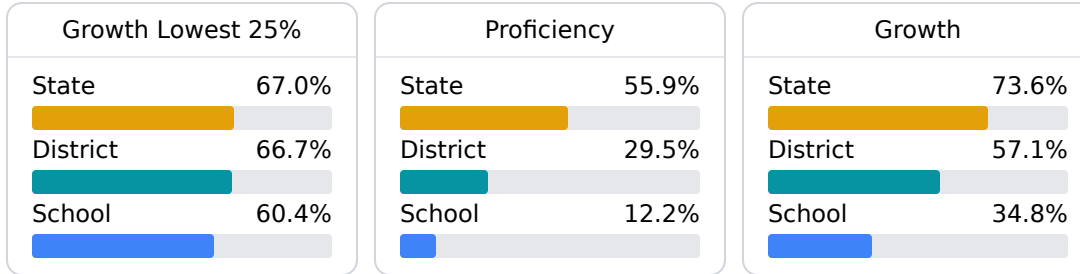 Growth Lowest 25%
State 67.0%
District 66.7%
School 60.4%
Proficiency
State 55.9%
District 29.5%
School 12.2%
Growth
State 73.6%
District 57.1%
School 34.8%